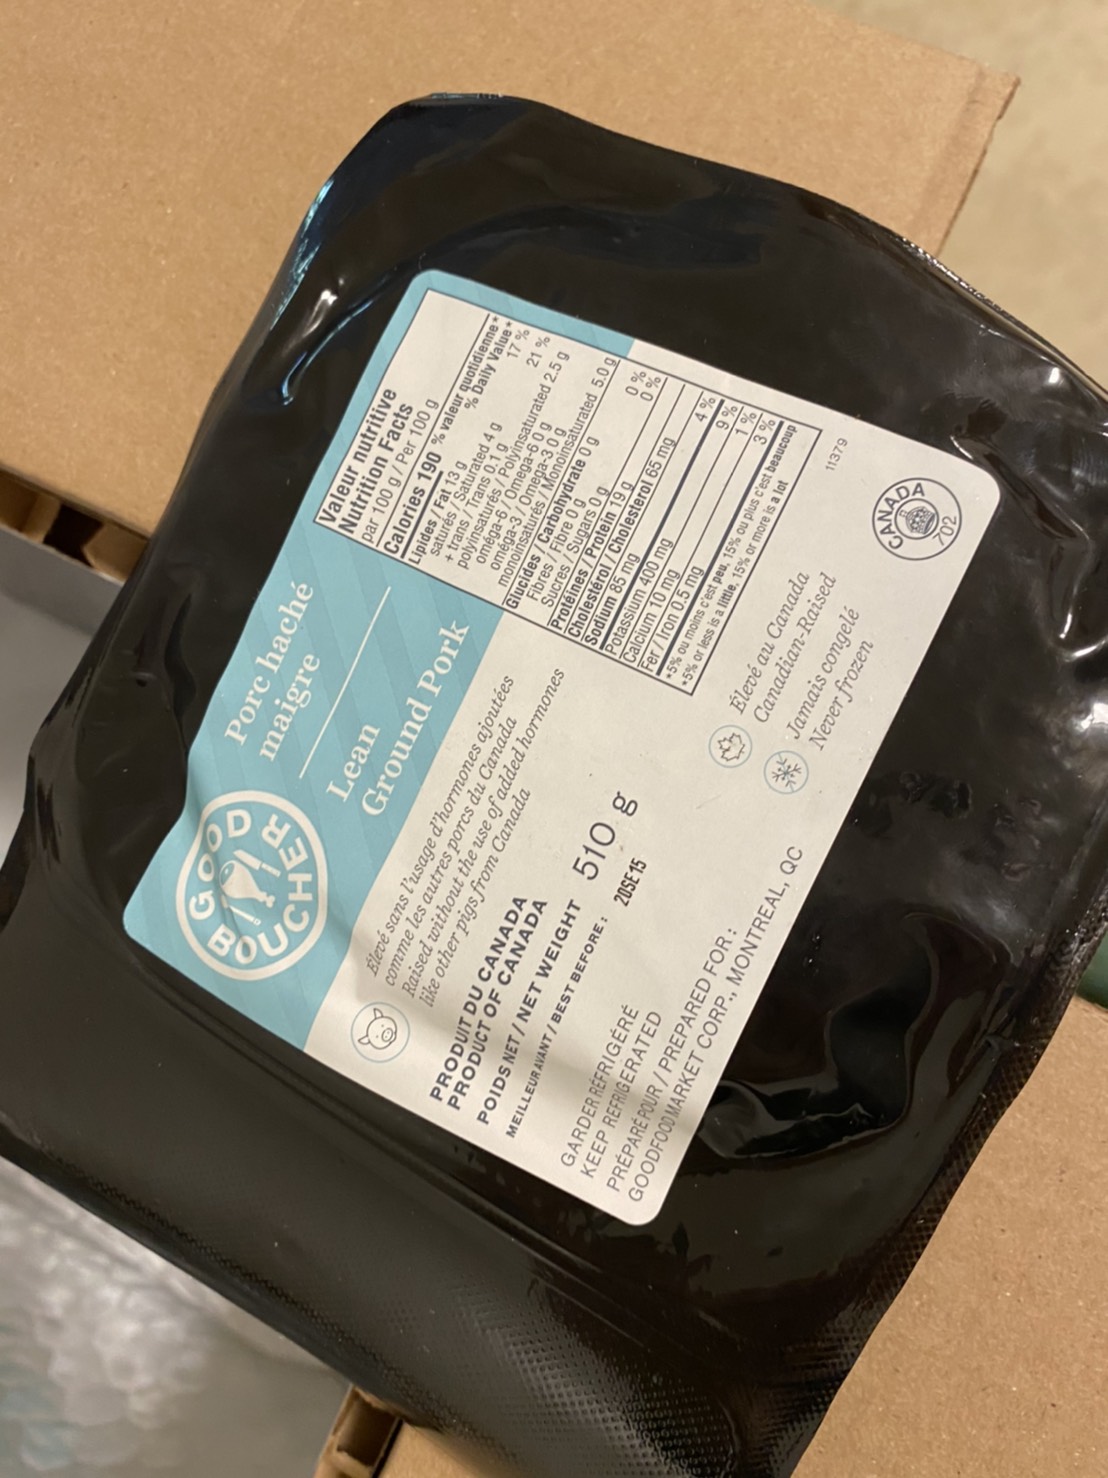 GOOD
BOUCHER
Porc haché
maigre
Lean
Ground Pork
Valeur nutritive
Nutrition Facts
par 100 g / Per 100 g
Calories 190 % valeur quotidienne*
% Daily Value*
Lipides / Fat 13 g 17 %
saturés / Saturated 4 g
+ trans / Trans 0.1 g 21 %
polyinsaturés / Polyinsaturated 2.5 g
oméga-6 / Omega-6 0 g
oméga-3 / Omega-3 0 g
monoinsaturés / Monoinsaturated 5.0 g
Glucides / Carbohydrate 0 g
Fibres / Fibre 0 g 0 %
Sucres / Sugars 0 g 0 %
Protéines / Protein 19 g
Cholestérol / Cholesterol 65 mg
Sodium 85 mg 4 %
Potassium 400 mg 9 %
Calcium 10 mg 1 %
Fer / Iron 0.5 mg 3 %
*5% ou moins c'est peu, 15% ou plus c'est beaucoup
*5% or less is a little, 15% or more is a lot
11379
Élevé sans l'usage d'hormones ajoutées
comme les autres porcs du Canada
Raised without the use of added hormones
like other pigs from Canada
PRODUIT DU CANADA
PRODUCT OF CANADA
POIDS NET / NET WEIGHT 510 g
MEILLEUR AVANT / BEST BEFORE : 20SE15
Élevé au Canada
Canadian-Raised
Jamais congelé
Never frozen
CANADA
702
GARDER RÉFRIGÉRÉ
KEEP REFRIGERATED
PRÉPARÉ POUR / PREPARED FOR :
GOODFOOD MARKET CORP., MONTREAL, QC